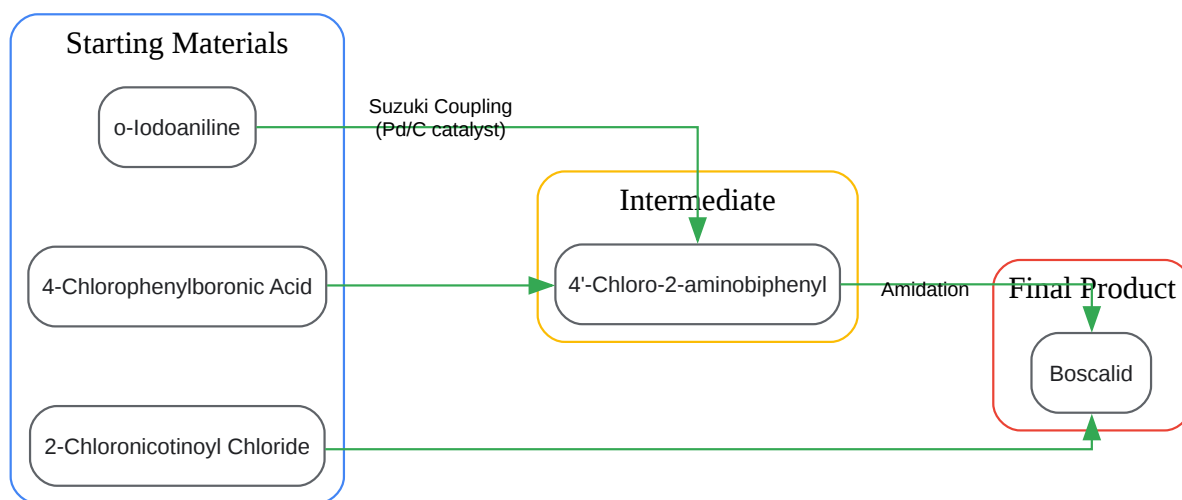 Starting Materials
o-Iodoaniline
Suzuki Coupling
(Pd/C catalyst)
Intermediate
4-Chlorophenylboronic Acid
4'-Chloro-2-aminobiphenyl
Amidation
Final Product
Boscalid
2-Chloronicotinoyl Chloride